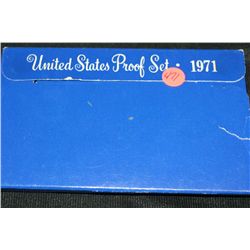 United States Proof Set • 1971
471